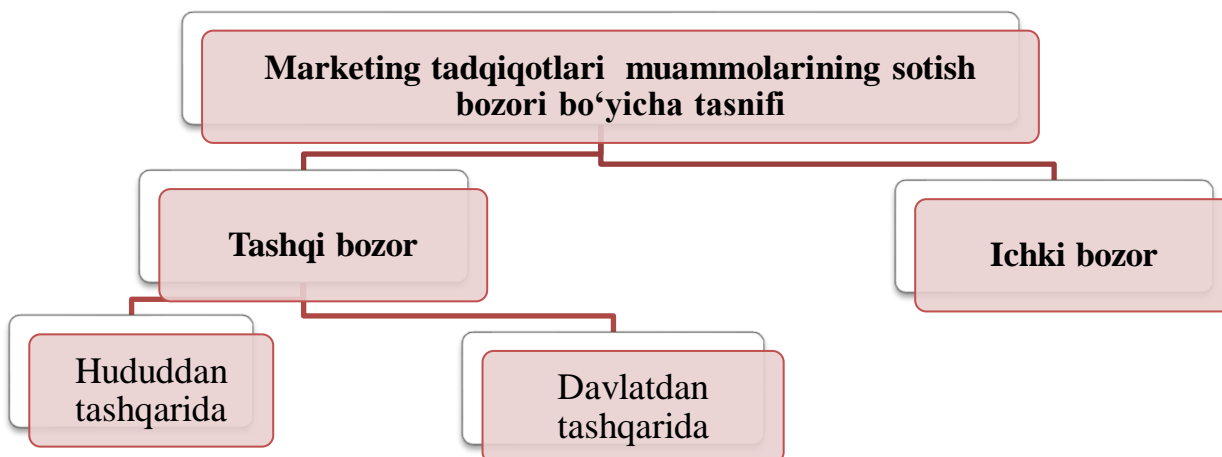 Marketing tadqiqotlari muammolarining sotish
bozori bo‘yicha tasnifi
Tashqi bozor
Ichki bozor
Hududdan
tashqarida
Davlatdan
tashqarida